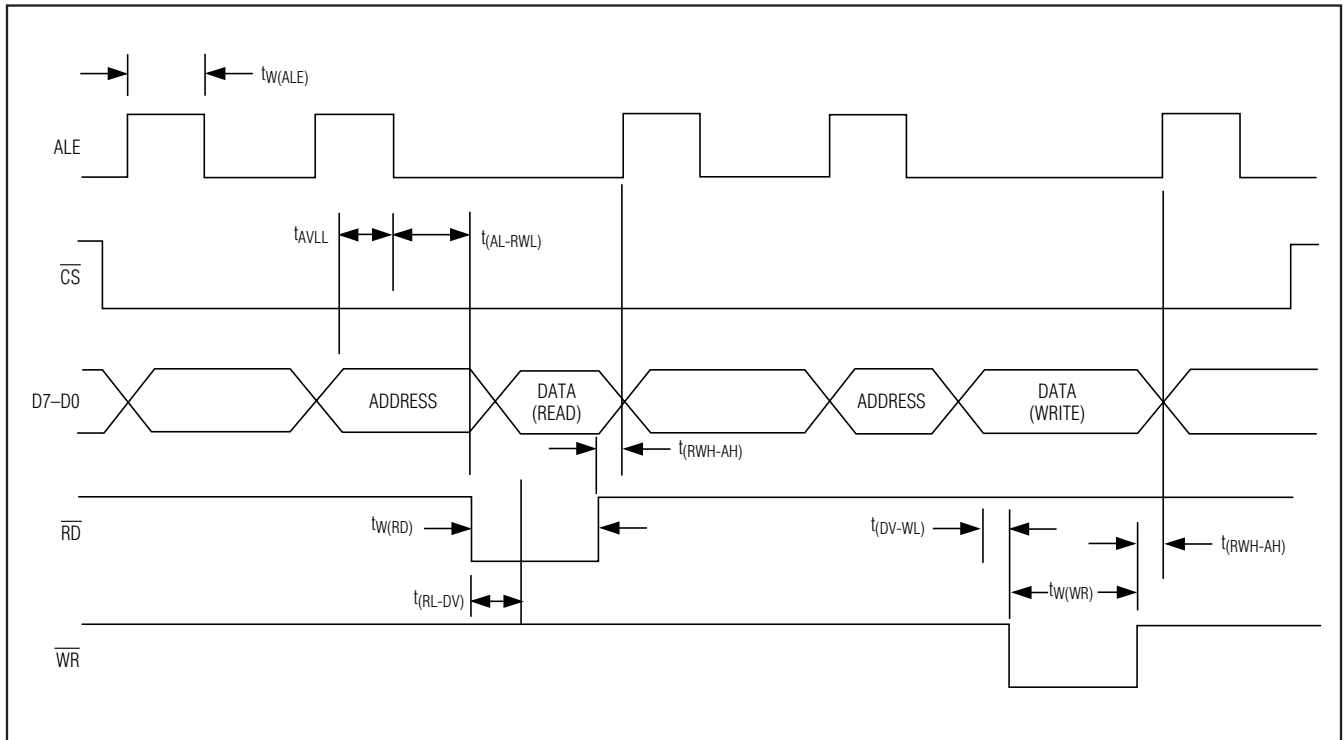 tW(ALE)
ALE
tAVLL
t(AL-RWL)
CS
D7–D0
ADDRESS
DATA
(READ)
ADDRESS
DATA
(WRITE)
t(RWH-AH)
RD
tW(RD)
t(DV-WL)
t(RWH-AH)
t(RL-DV)
tW(WR)
WR